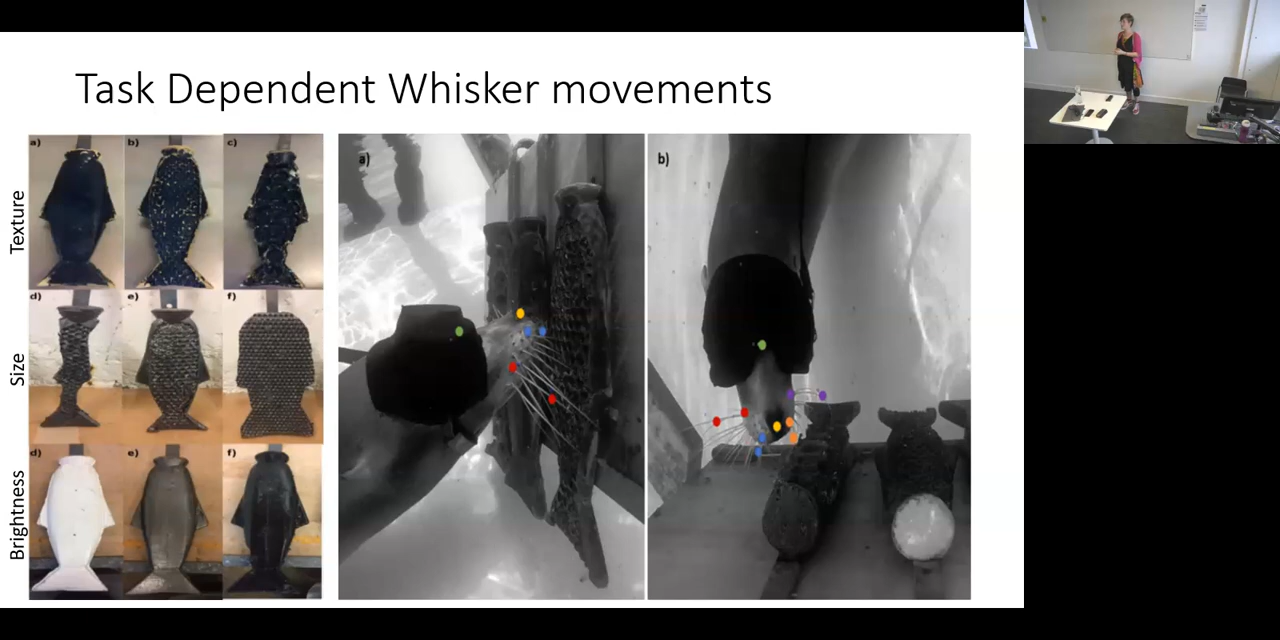 Task Dependent Whisker movements
Texture
a)
b)
c)
Size
d)
e)
f)
Brightness
d)
e)
f)
a)
b)